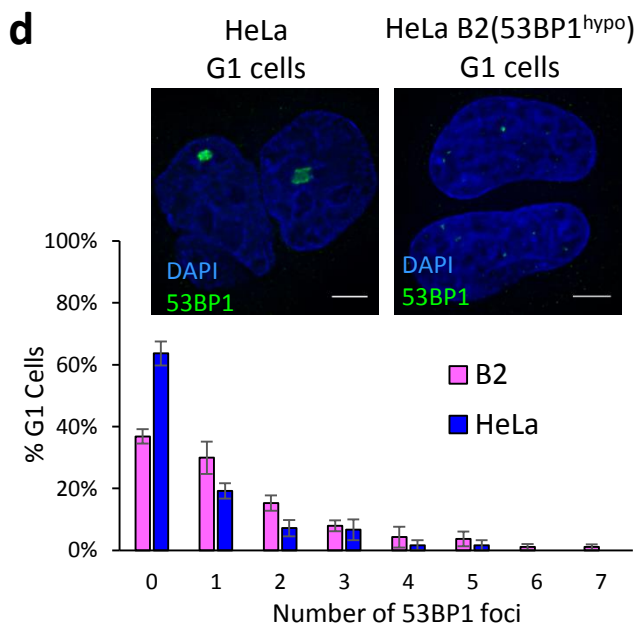 d
HeLa
G1 cells
HeLa B2(53BP1hypo)
G1 cells
DAPI
53BP1
DAPI
53BP1
100%
80%
60%
40%
20%
0%
% G1 Cells
B2
HeLa
0 1 2 3 4 5 6 7
Number of 53BP1 foci